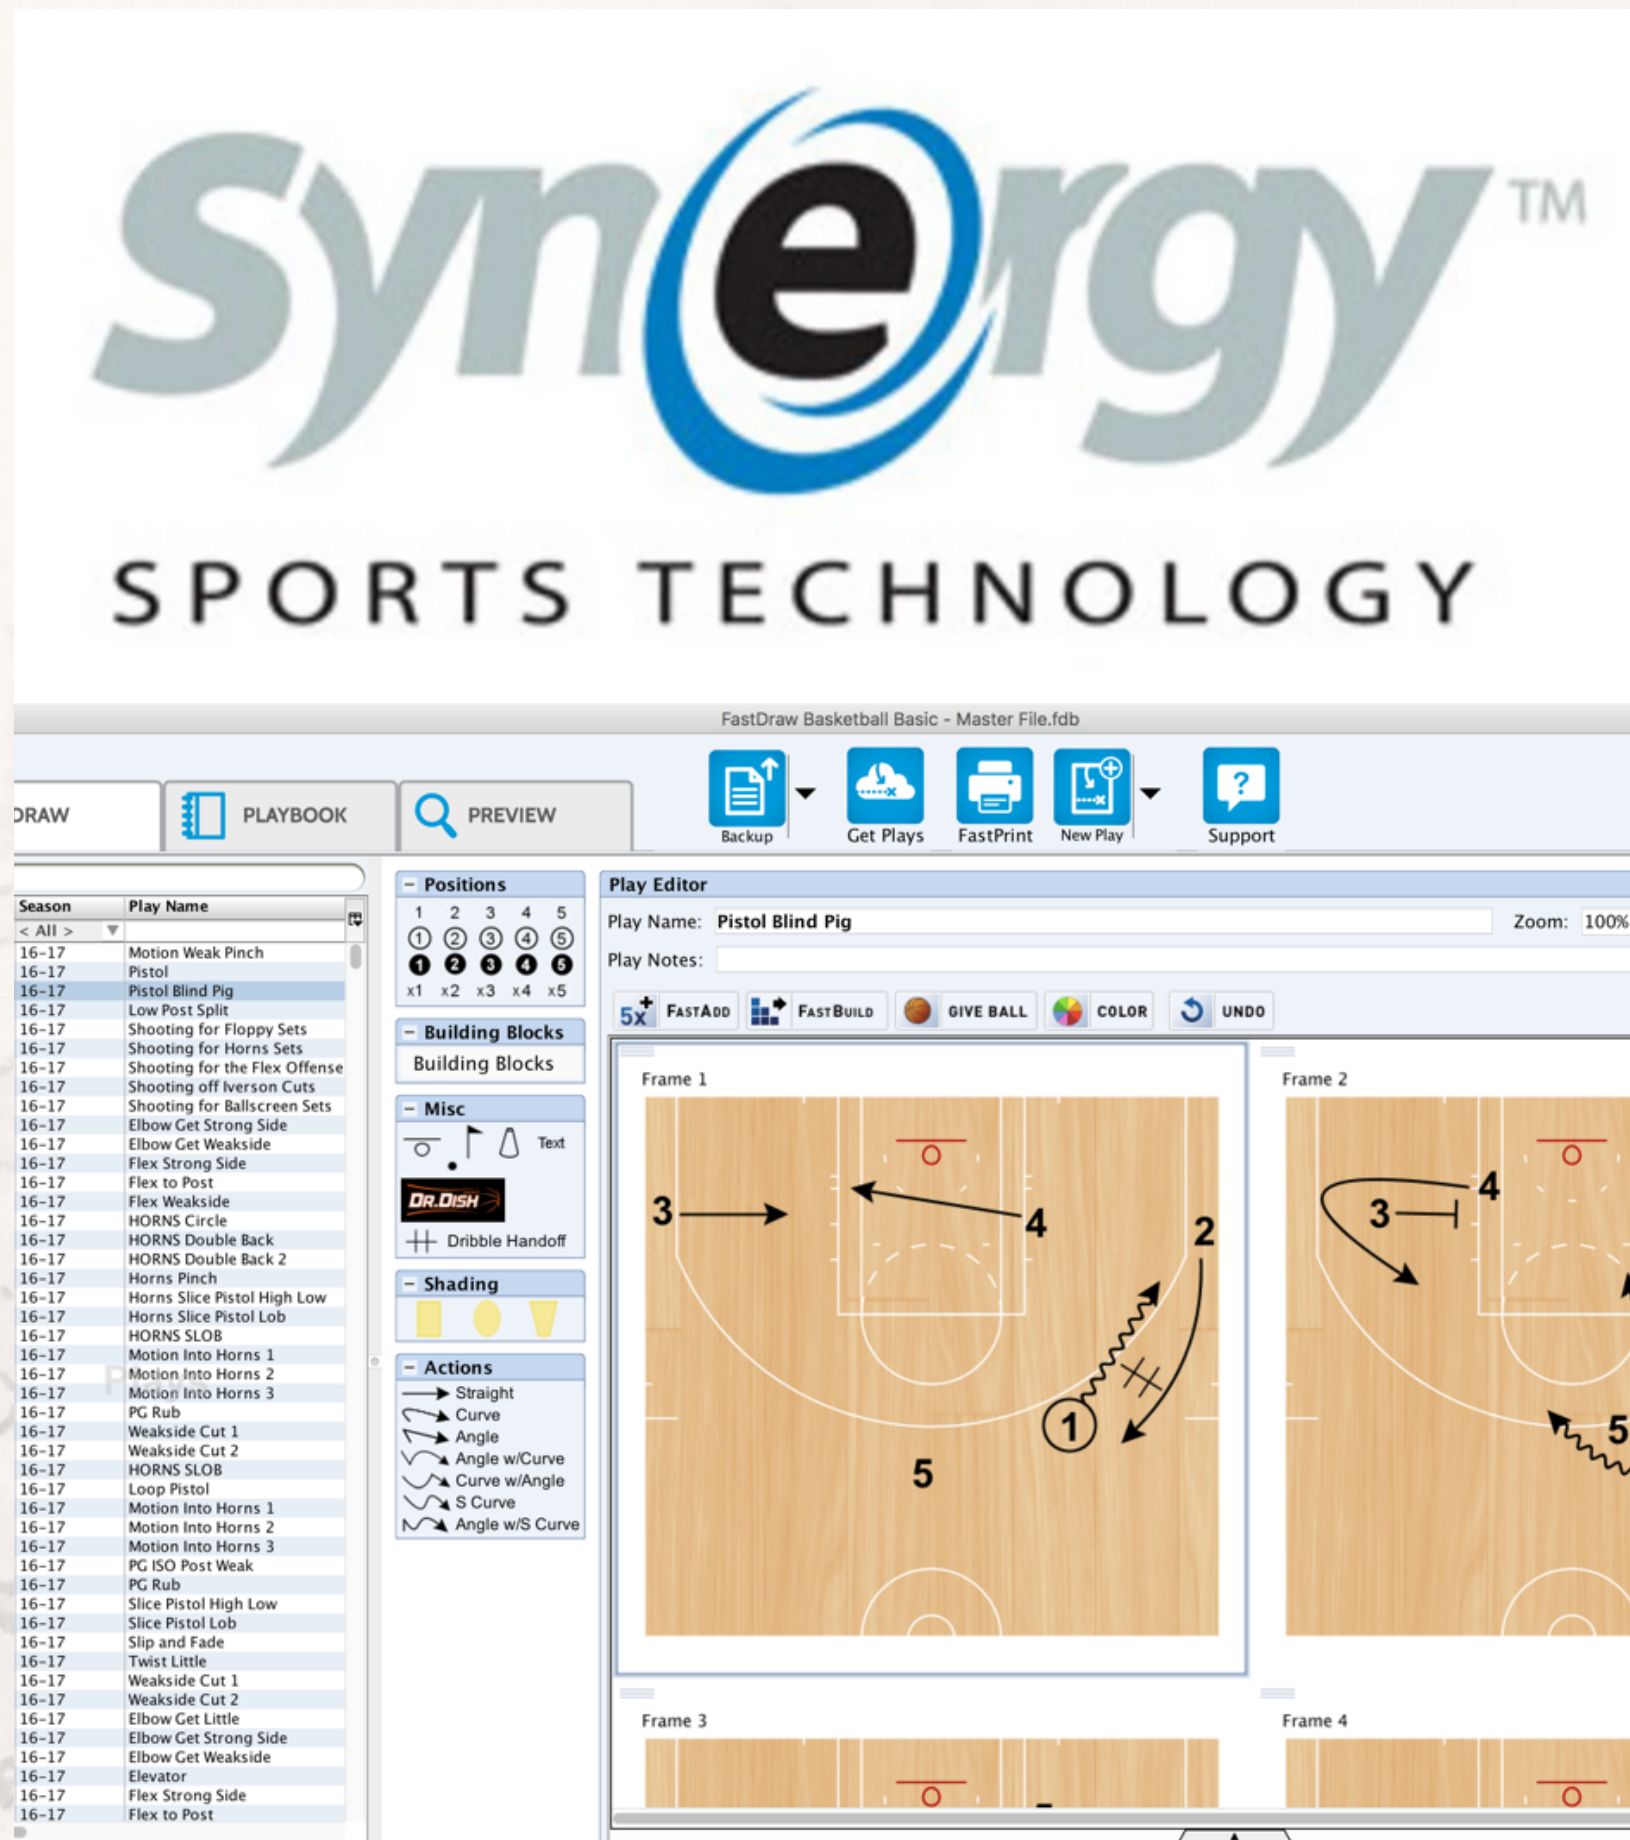 Synergy TM
SPORTS TECHNOLOGY
FastDraw Basketball Basic - Master File.fdb
DRAW
PLAYBOOK
PREVIEW
Backup
Get Plays
FastPrint
New Play
Support
Season Play Name
< All >
16-17 Motion Weak Pinch
16-17 Pistol
16-17 Pistol Blind Pig
16-17 Low Post Split
16-17 Shooting for Floppy Sets
16-17 Shooting for Horns Sets
16-17 Shooting for the Flex Offense
16-17 Shooting off Iverson Cuts
16-17 Shooting for Ballscreen Sets
16-17 Elbow Get Strong Side
16-17 Elbow Get Weakside
16-17 Flex Strong Side
16-17 Flex to Post
16-17 Flex Weakside
16-17 HORNS Circle
16-17 HORNS Double Back
16-17 HORNS Double Back 2
16-17 Horns Pinch
16-17 Horns Slice Pistol High Low
16-17 Horns Slice Pistol Lob
16-17 HORNS SLOB
16-17 Motion Into Horns 1
16-17 Motion Into Horns 2
16-17 Motion Into Horns 3
16-17 PG Rub
16-17 Weakside Cut 1
16-17 Weakside Cut 2
16-17 HORNS SLOB
16-17 Loop Pistol
16-17 Motion Into Horns 1
16-17 Motion Into Horns 2
16-17 Motion Into Horns 3
16-17 PG ISO Post Weak
16-17 PG Rub
16-17 Slice Pistol High Low
16-17 Slice Pistol Lob
16-17 Slip and Fade
16-17 Twist Little
16-17 Weakside Cut 1
16-17 Weakside Cut 2
16-17 Elbow Get Little
16-17 Elbow Get Strong Side
16-17 Elbow Get Weakside
16-17 Elevator
16-17 Flex Strong Side
16-17 Flex to Post
Positions
1 2 3 4 5
1 2 3 4 5
1 2 3 4 5
x1 x2 x3 x4 x5
Building Blocks
Building Blocks
Misc
Text
DR.DISH
Dribble Handoff
Shading
Actions
Straight
Curve
Angle
Angle w/Curve
Curve w/Angle
S Curve
Angle w/S Curve
Play Editor
Play Name: Pistol Blind Pig Zoom: 100%
Play Notes:
5x FASTADD
FASTBUILD
GIVE BALL
COLOR
UNDO
Frame 1
3
4
2
1
5
Frame 2
4
3
5
Frame 3
Frame 4